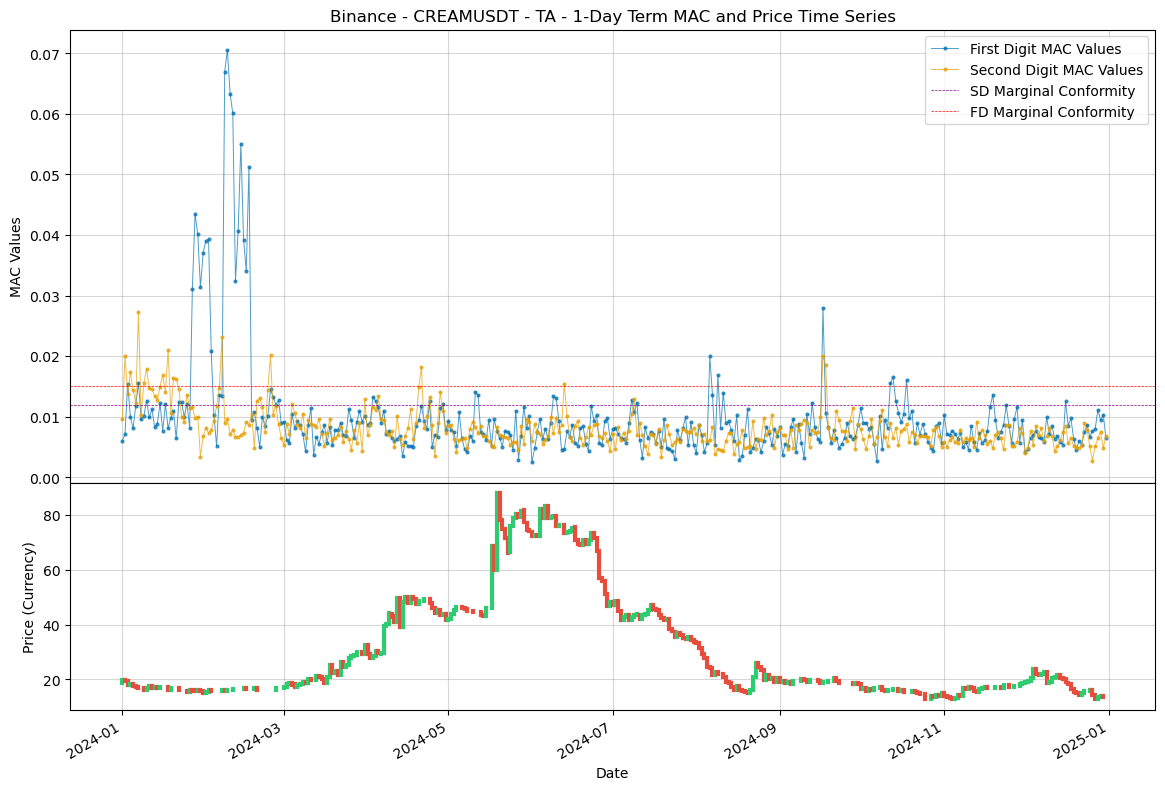 Binance - CREAMUSDT - TA - 1-Day Term MAC and Price Time Series
First Digit MAC Values
Second Digit MAC Values
SD Marginal Conformity
FD Marginal Conformity
MAC Values
0.07
0.06
0.05
0.04
0.03
0.02
0.01
0.00
Price (Currency)
80
60
40
20
2024-01
2024-03
2024-05
2024-07
2024-09
2024-11
2025-01
Date